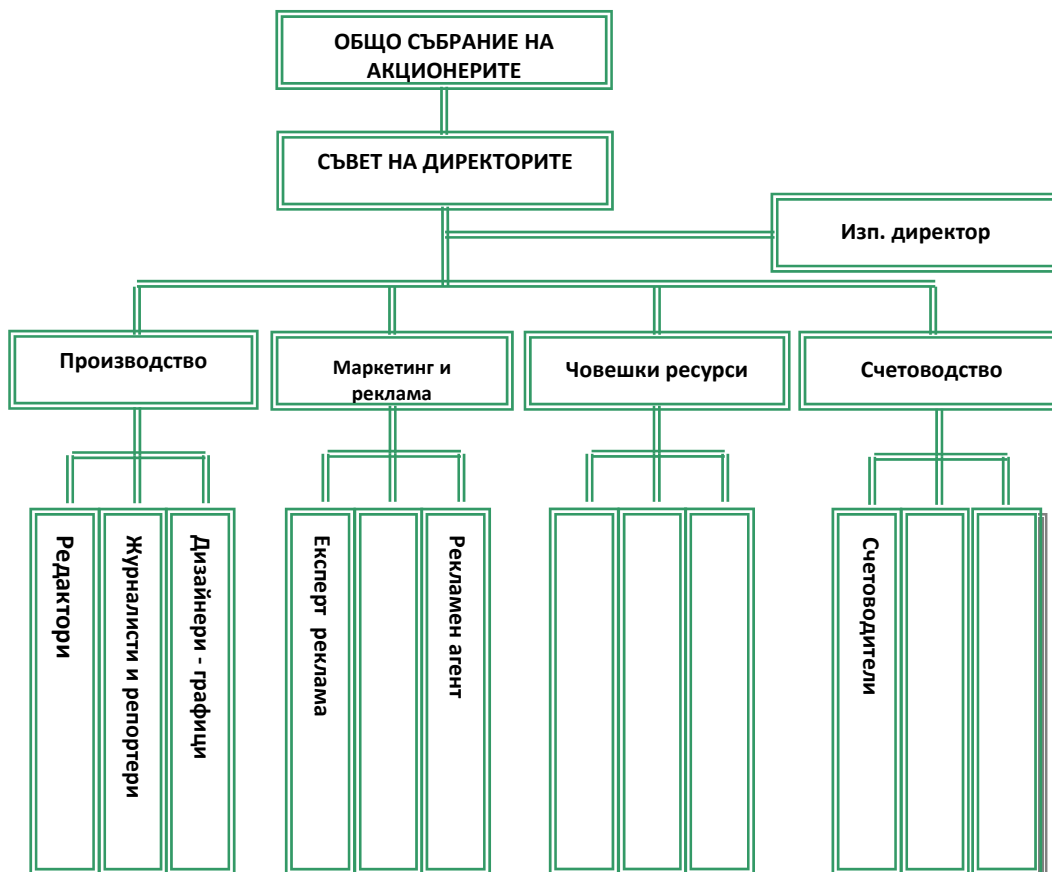 ОБЩО СЪБРАНИЕ НА
АКЦИОНЕРИТЕ
СЪВЕТ НА ДИРЕКТОРИТЕ
Изп. директор
Производство
Маркетинг и
реклама
Човешки ресурси
Счетоводство
Редактори
Журналисти и репортери
Дизайнери - графици
Експерт реклама
Рекламен агент
Счетоводители